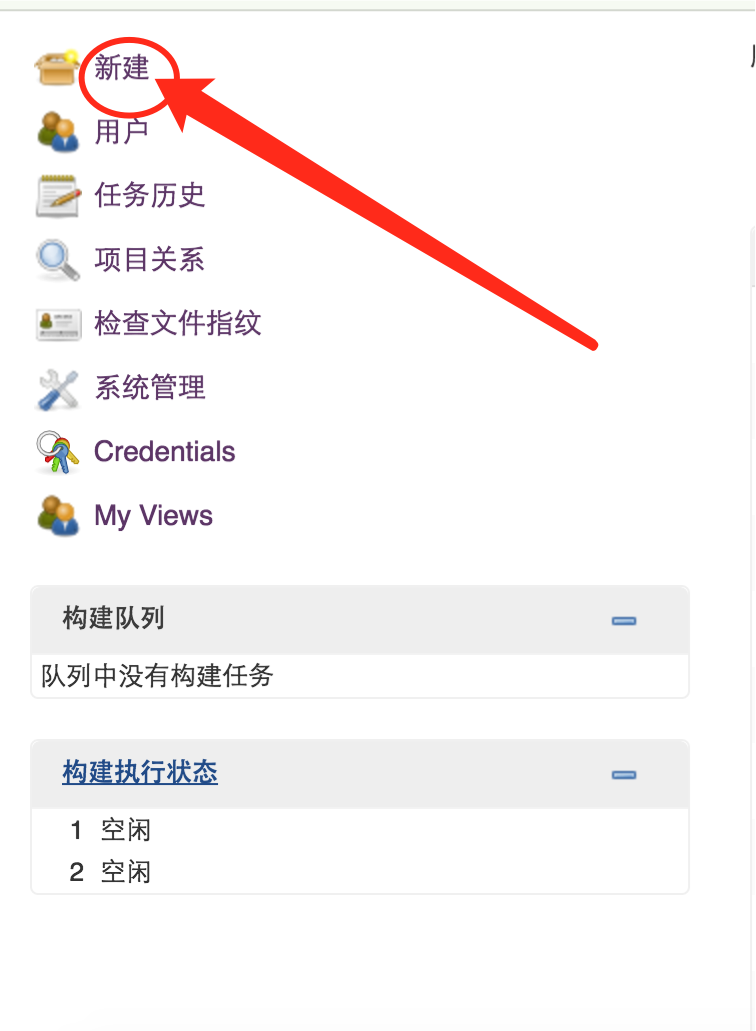 新建
用户
任务历史
项目关系
检查文件指纹
系统管理
Credentials
My Views
构建队列
队列中没有构建任务
构建执行状态
1 空闲
2 空闲